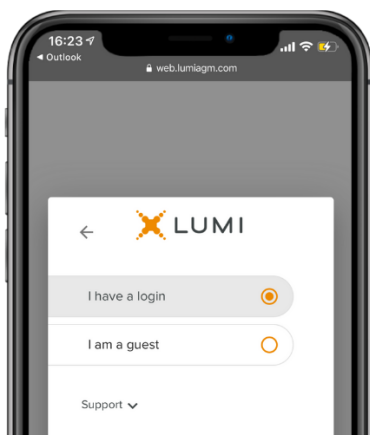 16:23
◀ Outlook
web.lumiagm.com
LUMI
I have a login
I am a guest
Support